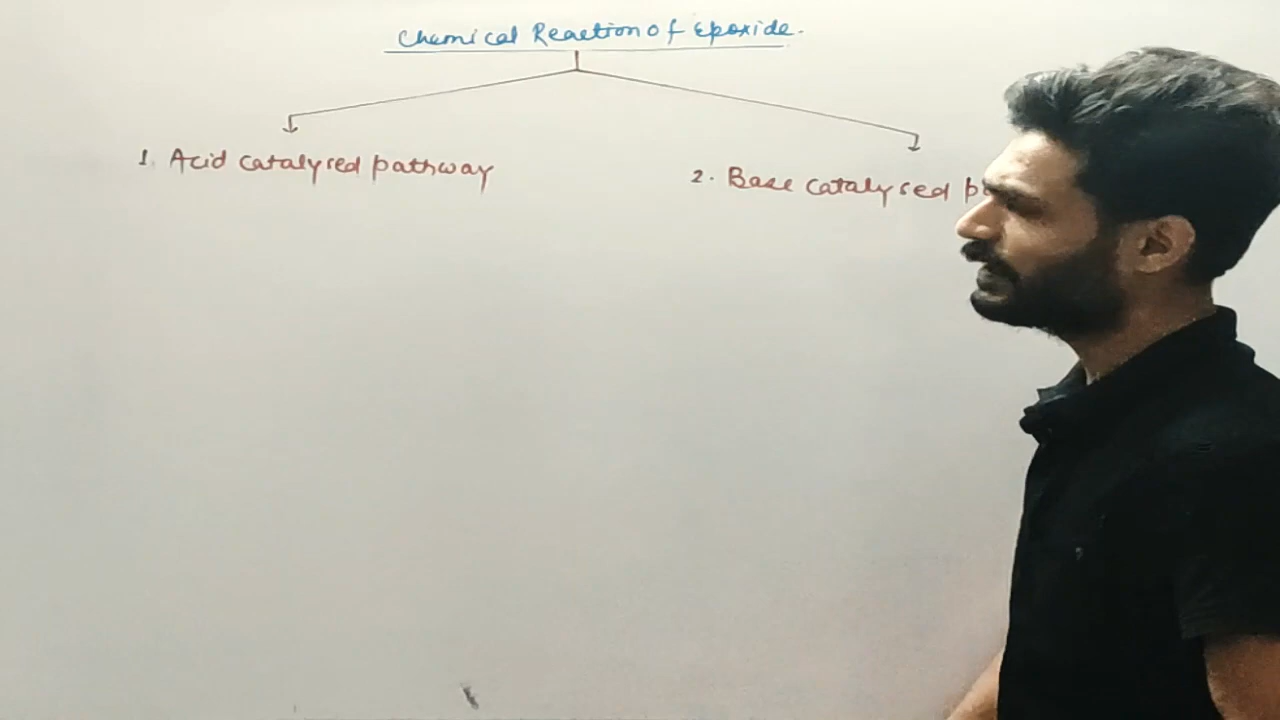 Chemical Reaction of Epoxide.
1. Acid catalysed pathway
2. Base catalysed